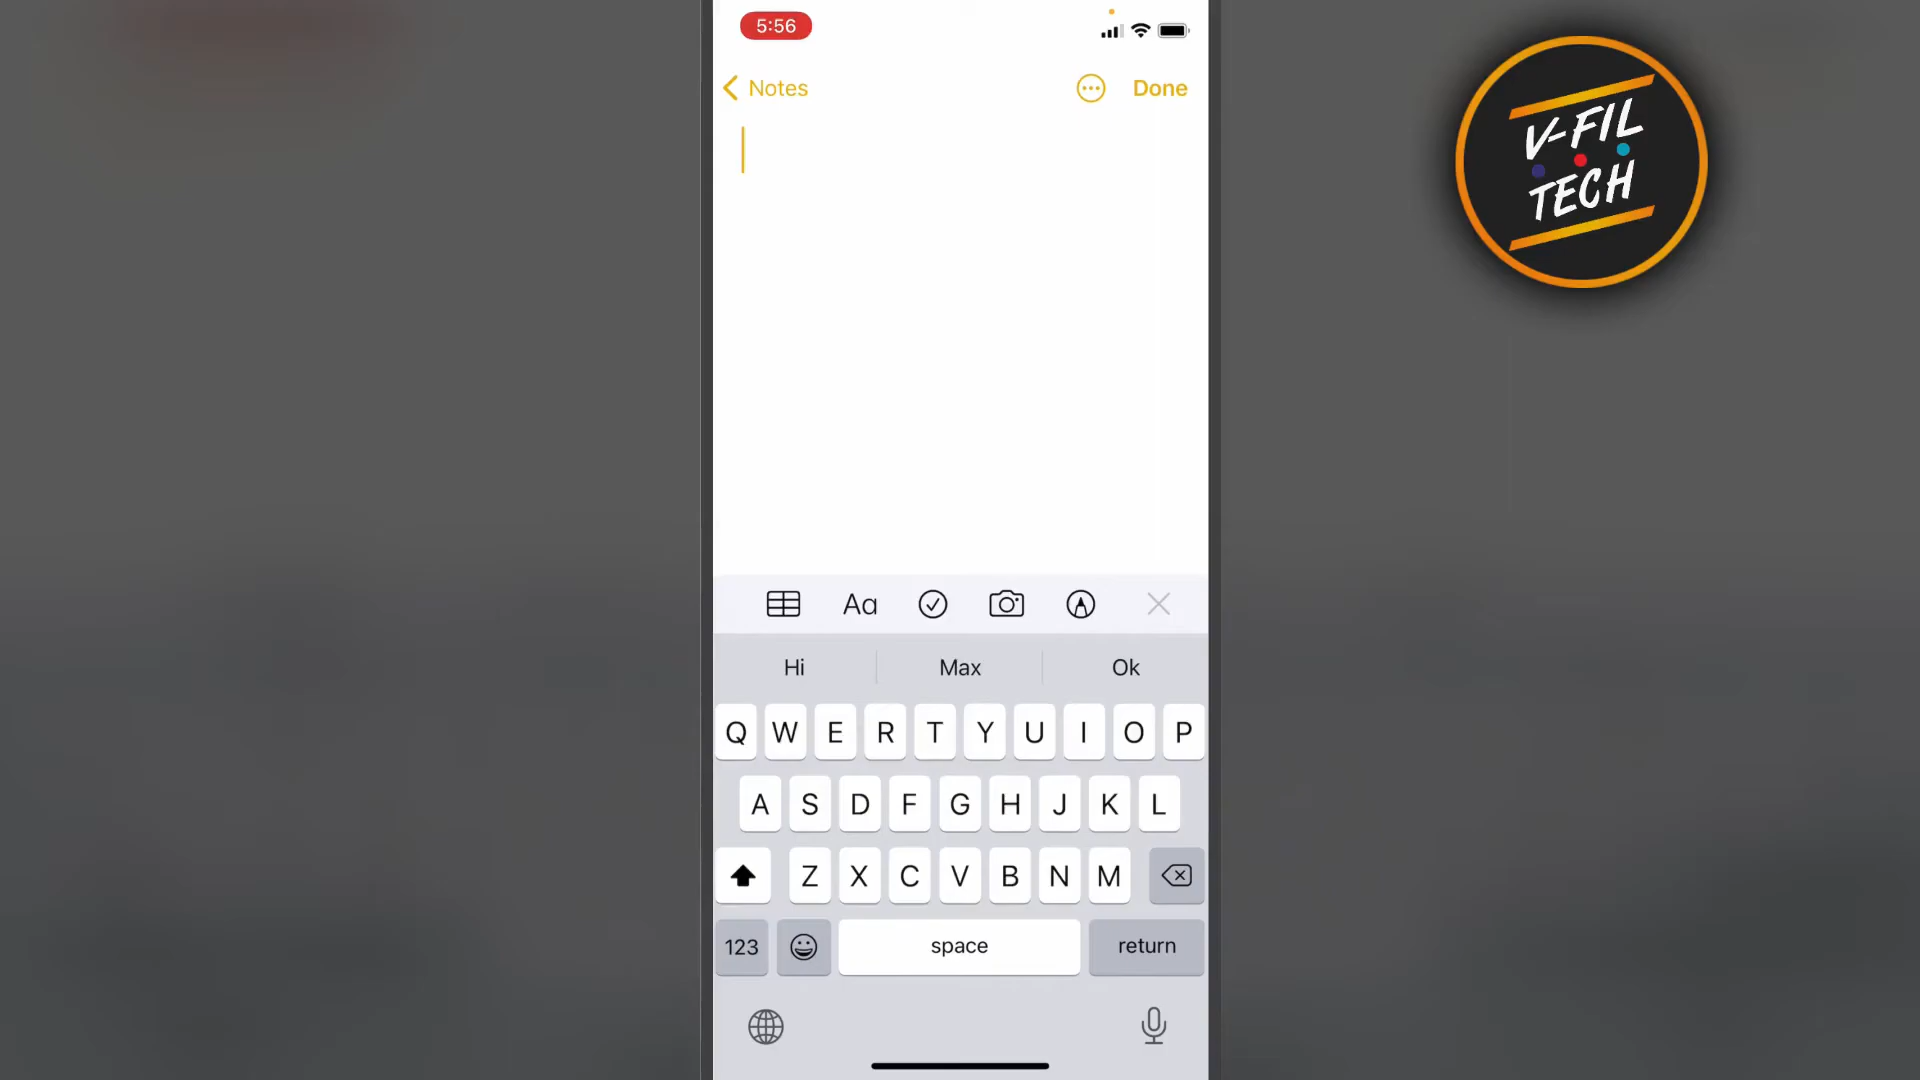 5:56
Notes
Done
V-FIL
TECH
Aa
Hi Max Ok
Q W E R T Y U I O P
A S D F G H J K L
Z X C V B N M
123 space return